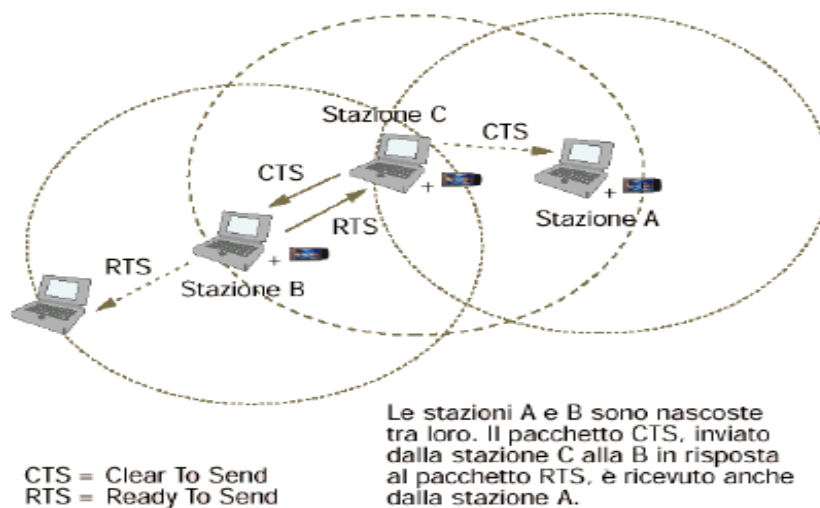 Stazione C
CTS
CTS
+
+
Stazione A
RTS
+
RTS
Stazione B
Le stazioni A e B sono nascoste
tra loro. Il pacchetto CTS, inviato
dalla stazione C alla B in risposta
al pacchetto RTS, è ricevuto anche
dalla stazione A.
CTS = Clear To Send
RTS = Ready To Send